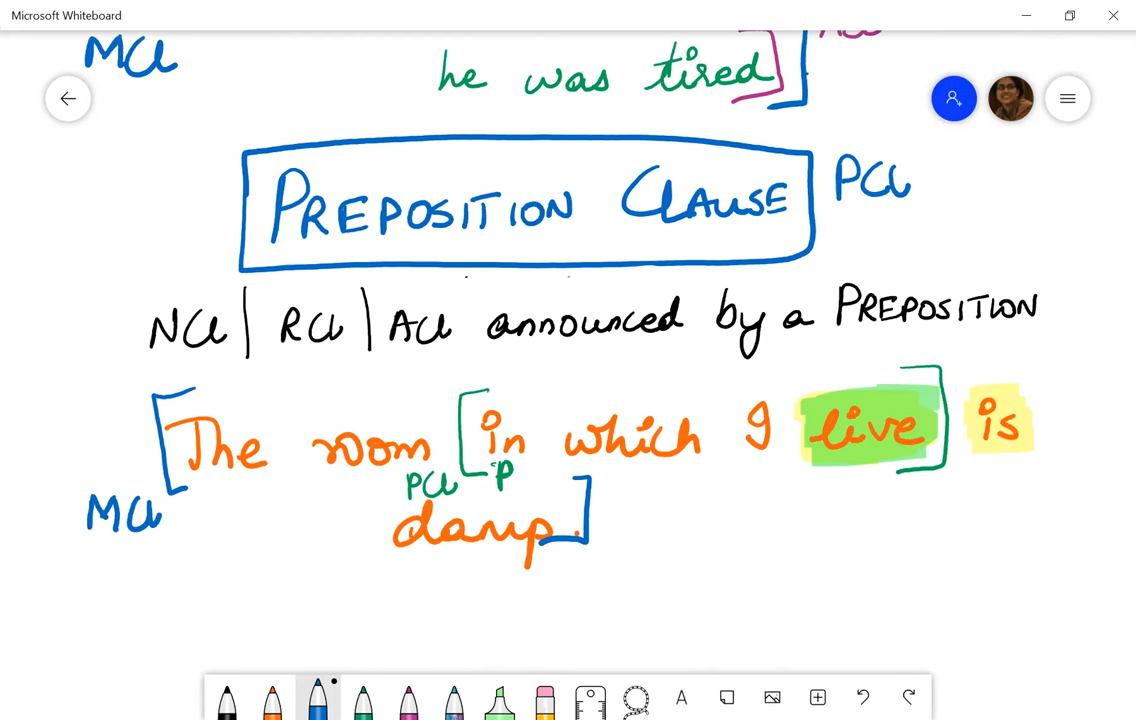 Microsoft Whiteboard
MCl
he was tired
PREPOSITION CLAUSE PCl
NCl | RCl | ACl announced by a PREPOSITION
[The room [in which I live] is
PCl P
MCl damp.]
A